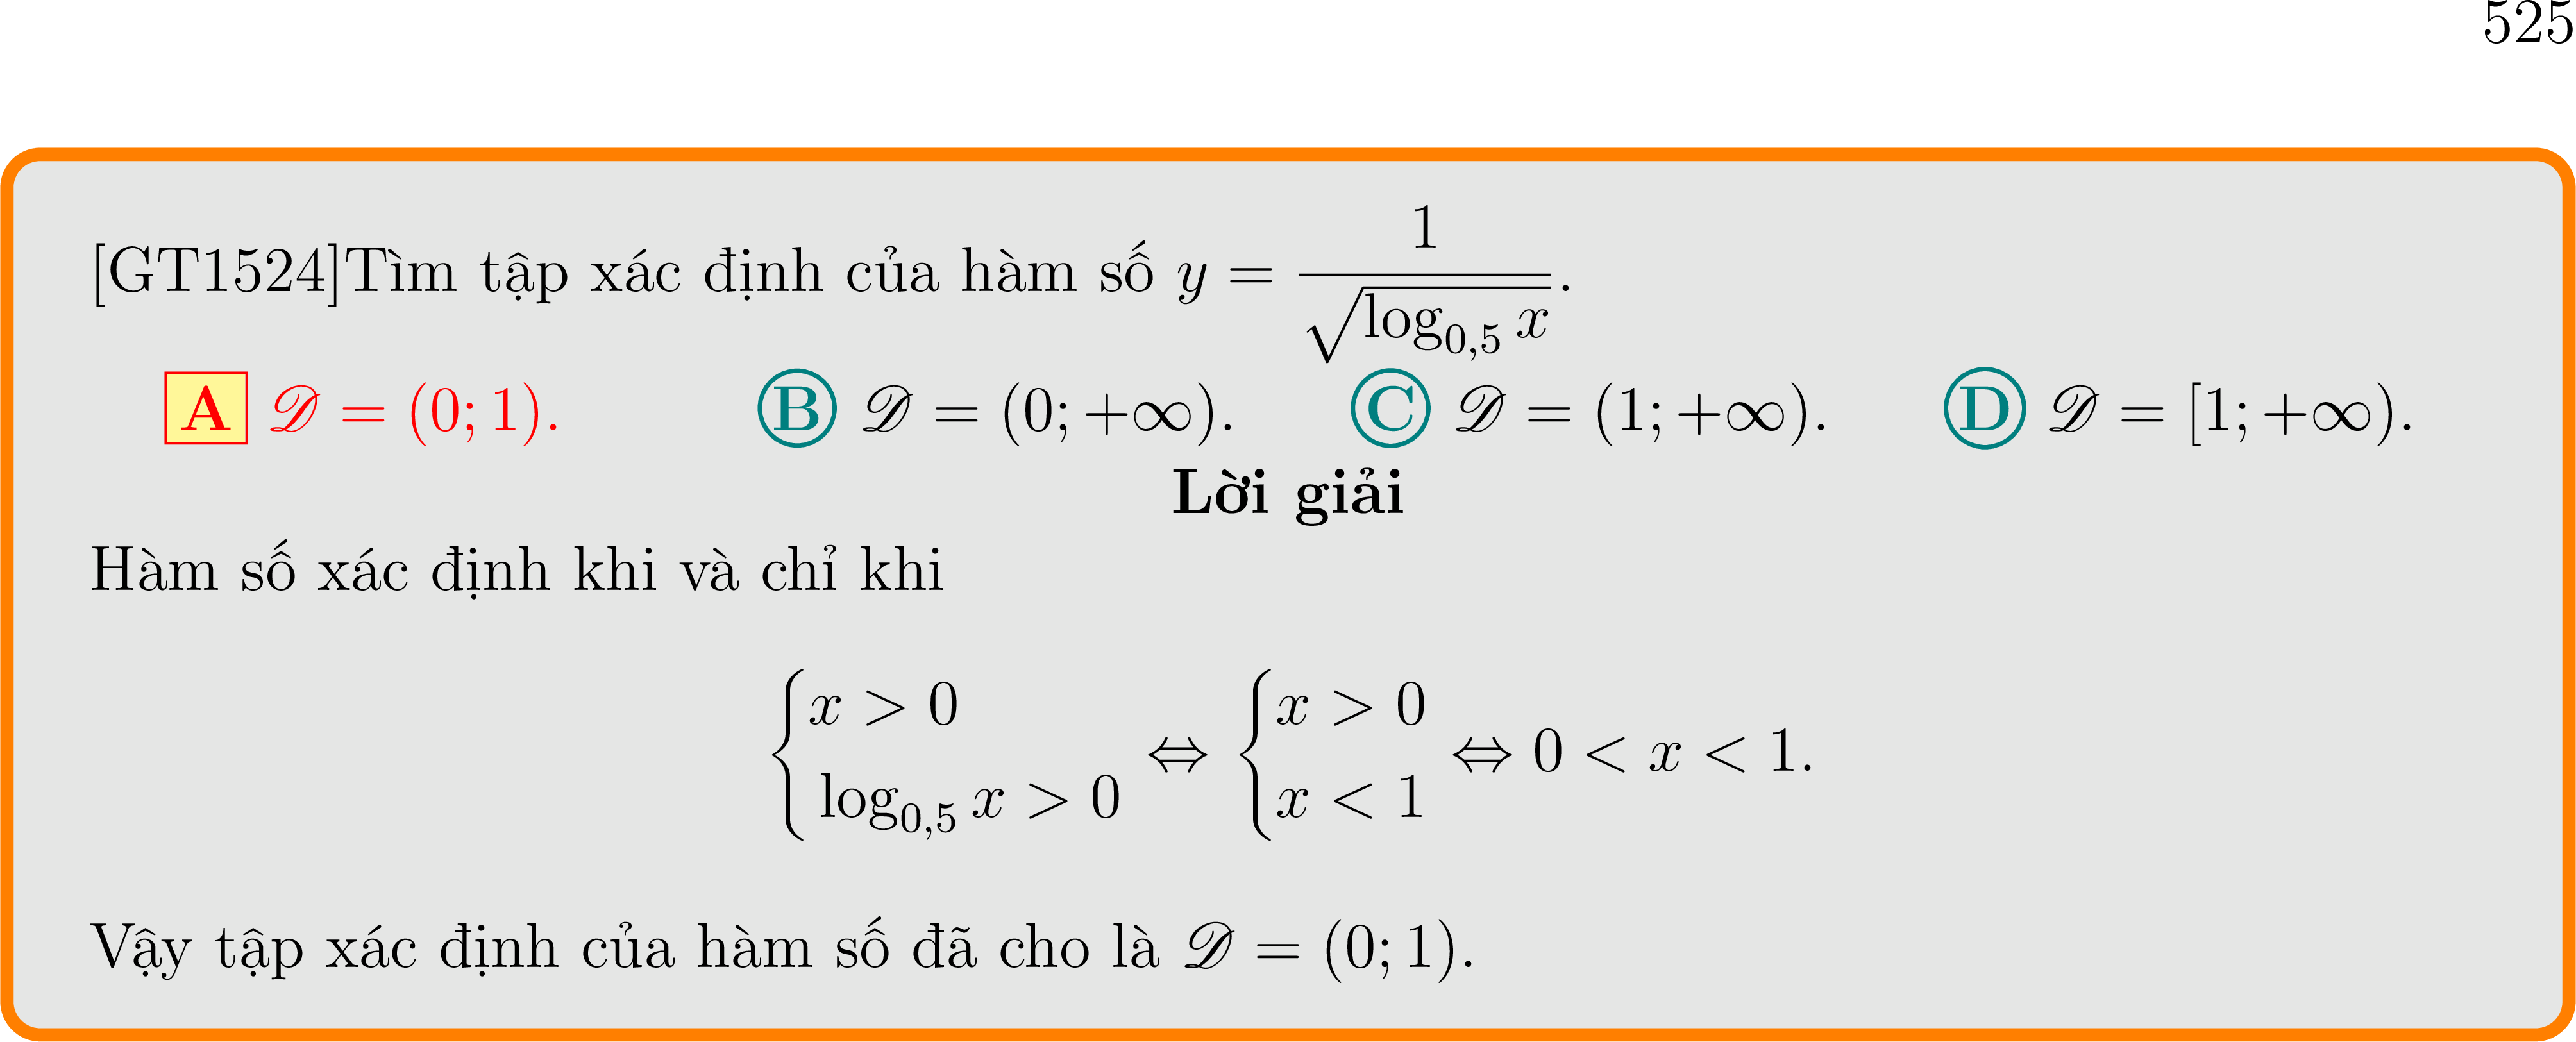 525
[GT1524]Tìm tập xác định của hàm số $y = \dfrac{1}{\sqrt{\log_{0,5} x}}$.
A $\mathscr{D} = (0; 1)$. B $\mathscr{D} = (0; +\infty)$. C $\mathscr{D} = (1; +\infty)$. D $\mathscr{D} = [1; +\infty)$.
Lời giải
Hàm số xác định khi và chỉ khi
$\begin{cases} x > 0 \\ \log_{0,5} x > 0 \end{cases} \Leftrightarrow \begin{cases} x > 0 \\ x < 1 \end{cases} \Leftrightarrow 0 < x < 1.$
Vậy tập xác định của hàm số đã cho là $\mathscr{D} = (0; 1)$.